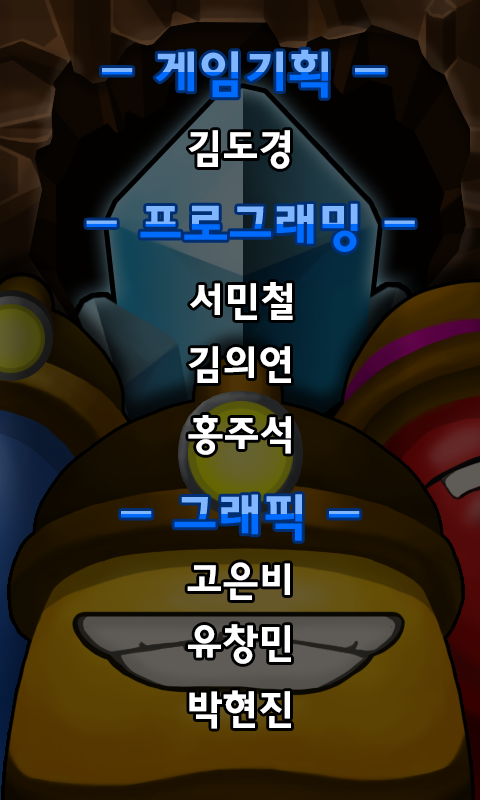 - 게임기획 -
김도경
- 프로그래밍 -
서민철
김의연
홍주석
- 그래픽 -
고은비
유창민
박현진